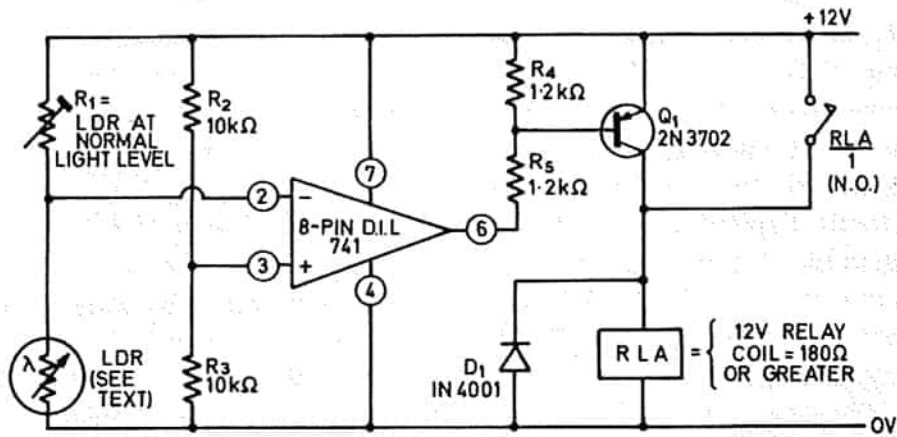 +12V
R1 =
LDR AT
NORMAL
LIGHT LEVEL
R2
10kΩ
R4
1·2kΩ
Q1
2N3702
RLA
1
(N.O.)
R5
1·2kΩ
7
2
-
8-PIN D.I.L
741
6
3
+
4
λ
LDR
(SEE
TEXT)
R3
10kΩ
D1
IN 4001
RLA
=
12V RELAY
COIL = 180Ω
OR GREATER
0V